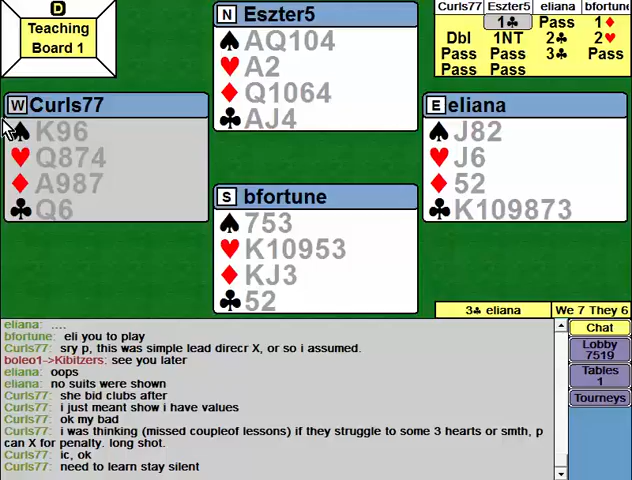 D
Teaching
Board 1
N Eszter5
♠ AQ104
♥ A2
♦ Q1064
♣ AJ4
Curls77 Eszter5 eliana bfortune
1♣ Pass 1♦
Dbl 1NT 2♣ 2♥
Pass Pass 3♣ Pass
Pass Pass
W Curls77
♠ K96
♥ Q874
♦ A987
♣ Q6
E eliana
♠ J82
♥ J6
♦ 52
♣ K109873
S bfortune
♠ 753
♥ K10953
♦ KJ3
♣ 52
3♣ eliana We 7 They 6
eliana: ....
bfortune: eli you to play
Curls77: sry p, this was simple lead direcr X, or so i assumed.
boleo1->Kibitzers: see you later
eliana: oops
eliana: no suits were shown
Curls77: she bid clubs after
Curls77: i just meant show i have values
eliana: ok my bad
Curls77: i was thinking (missed coupleof lessons) if they struggle to some 3 hearts or smth, p
can X for penalty. long shot.
Curls77: ic, ok
Curls77: need to learn stay silent
Chat
Lobby
7519
Tables
1
Tourneys